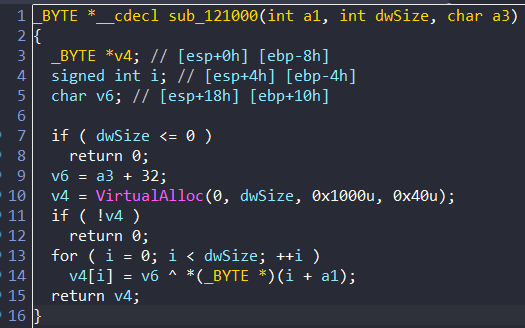 1 _BYTE *__cdecl sub_121000(int a1, int dwSize, char a3)
2 {
3   _BYTE *v4; // [esp+0h] [ebp-8h]
4   signed int i; // [esp+4h] [ebp-4h]
5   char v6; // [esp+18h] [ebp+10h]
6
7   if ( dwSize <= 0 )
8     return 0;
9   v6 = a3 + 32;
10   v4 = VirtualAlloc(0, dwSize, 0x1000u, 0x40u);
11   if ( !v4 )
12     return 0;
13   for ( i = 0; i < dwSize; ++i )
14     v4[i] = v6 ^ *(_BYTE *)(i + a1);
15   return v4;
16 }